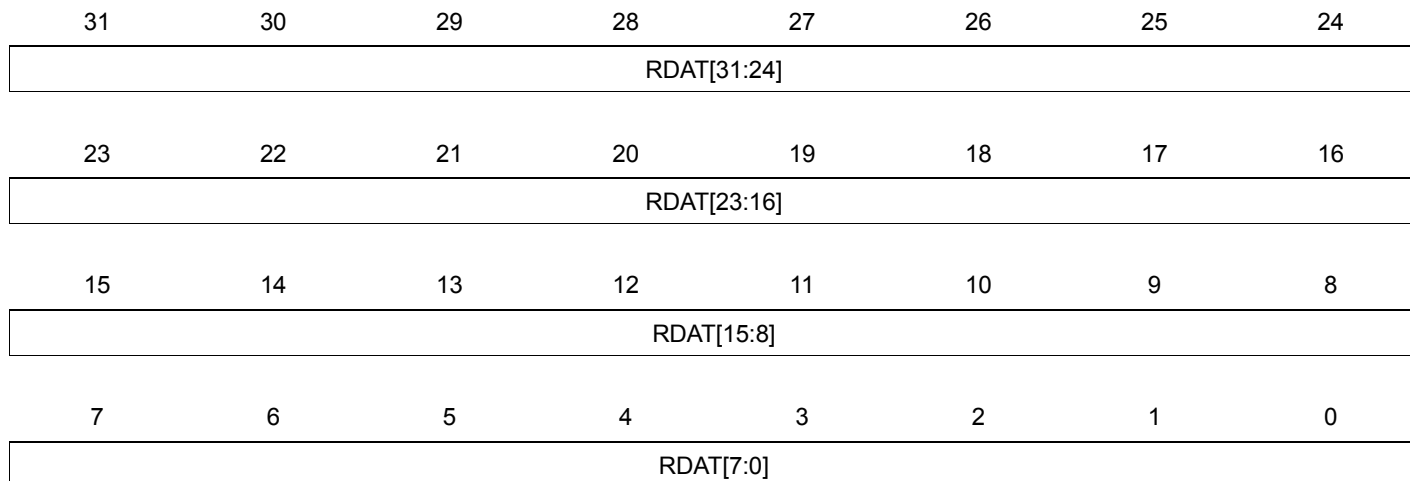 31 30 29 28 27 26 25 24
RDAT[31:24]
23 22 21 20 19 18 17 16
RDAT[23:16]
15 14 13 12 11 10 9 8
RDAT[15:8]
7 6 5 4 3 2 1 0
RDAT[7:0]